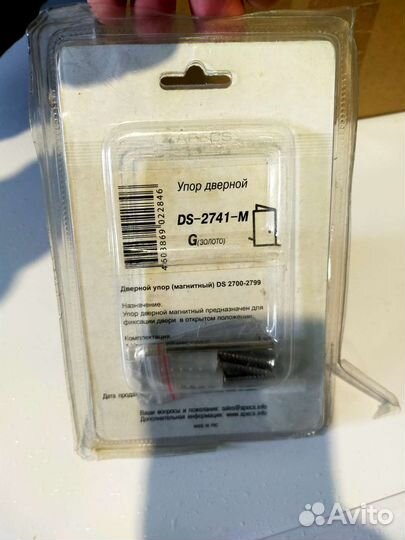 APECS
Упор дверной
DS-2741-M
G(ЗОЛОТО)
4603869022846
Дверной упор (магнитный) DS 2700-2799
Назначение.
Упор дверной магнитный предназначен для
фиксации двери в открытом положении.
Комплектация.
Дата продажи
Ваши вопросы и пожелания: sales@apecs.info
Дополнительная информация: www.apecs.info
MADE IN PRC
Avito